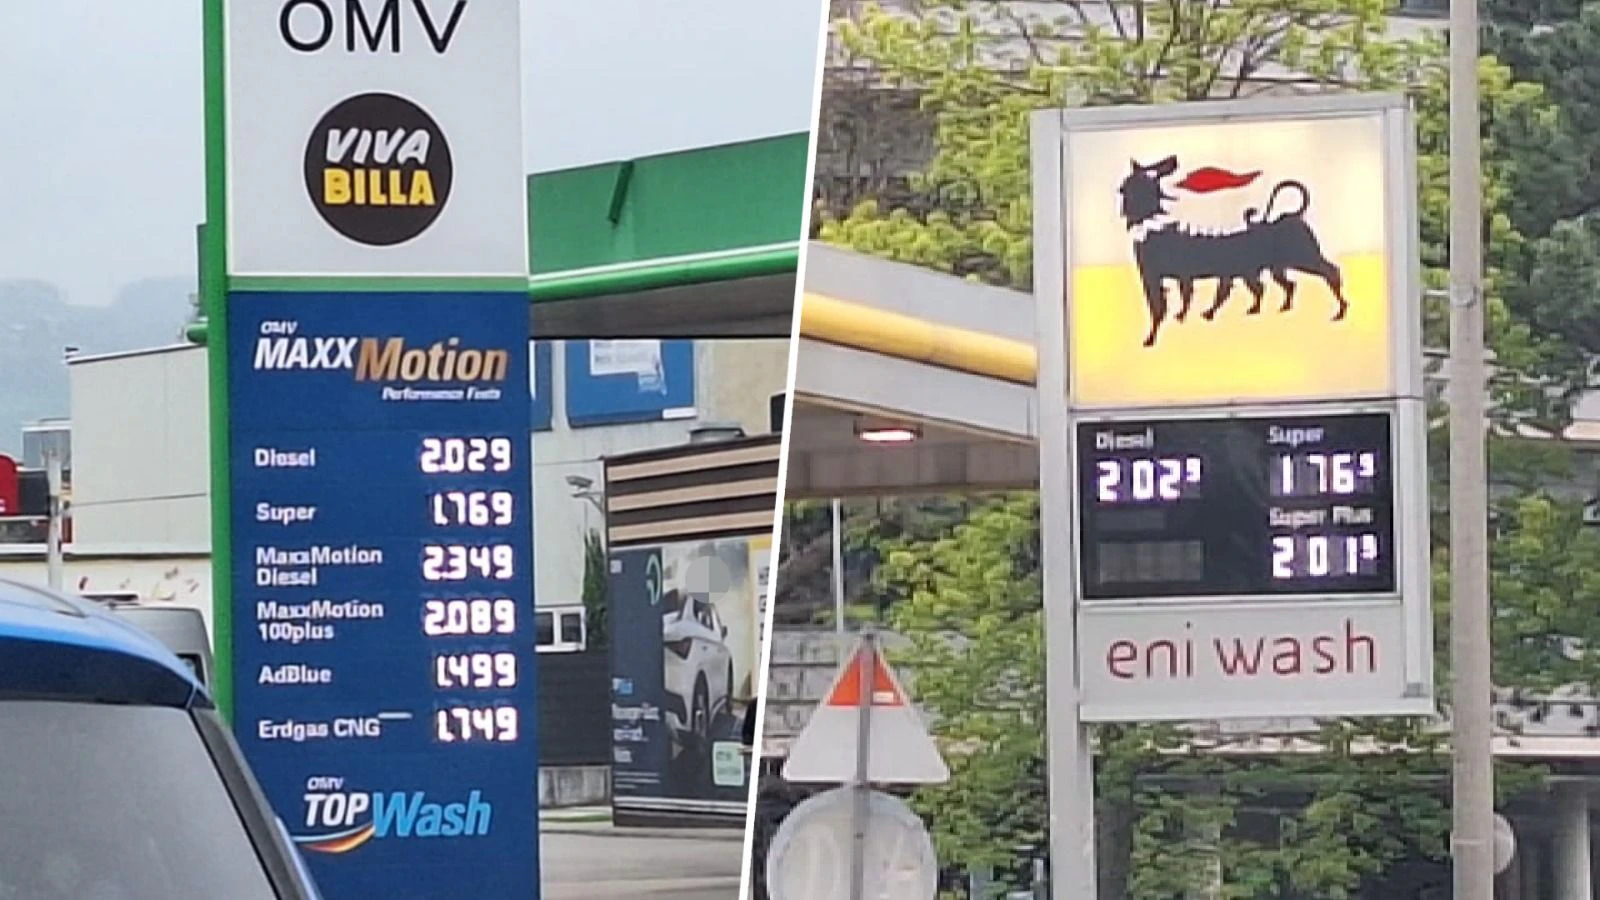 OMV
VIVA
BILLA
OMV
MAXXMotion
Performance Fuels
Diesel 2.029
Super 1.769
MaxxMotion
Diesel 2.349
MaxxMotion
100plus 2.089
AdBlue 1.499
Erdgas CNG 1.749
OMV
TOPWash
Diesel Super
2 02⁹ 1 76⁹
Super Plus
2 01⁹
eni wash